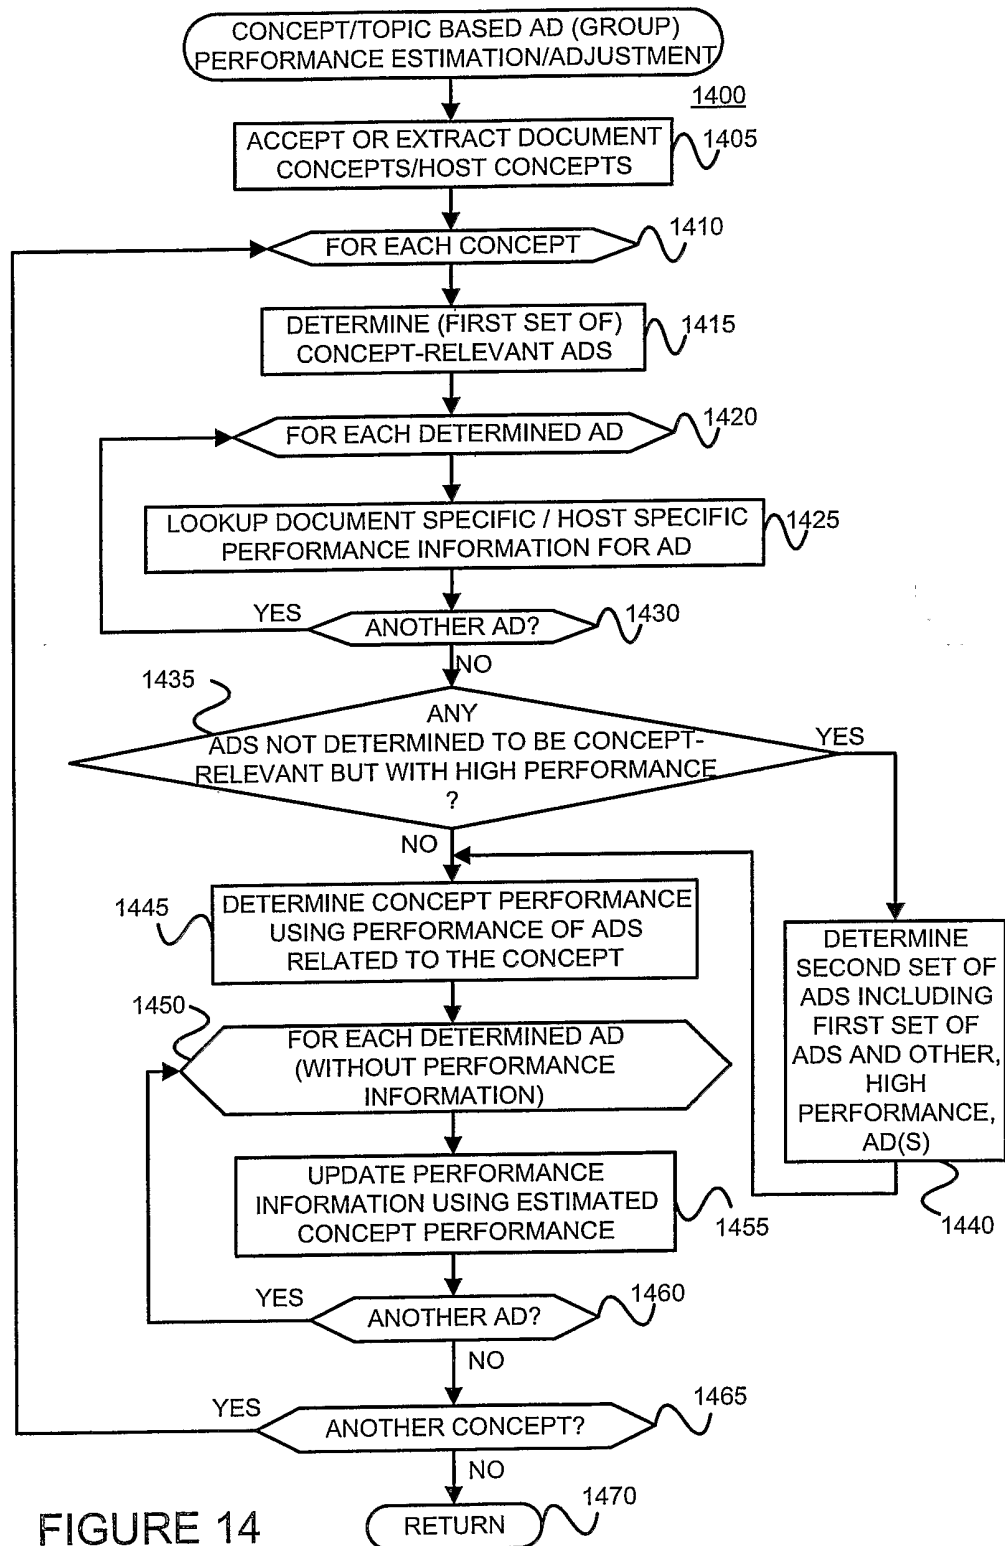 CONCEPT/TOPIC BASED AD (GROUP)
PERFORMANCE ESTIMATION/ADJUSTMENT
1400
ACCEPT OR EXTRACT DOCUMENT
CONCEPTS/HOST CONCEPTS
1405
FOR EACH CONCEPT
1410
DETERMINE (FIRST SET OF)
CONCEPT-RELEVANT ADS
1415
FOR EACH DETERMINED AD
1420
LOOKUP DOCUMENT SPECIFIC / HOST SPECIFIC
PERFORMANCE INFORMATION FOR AD
1425
YES
ANOTHER AD?
1430
NO
1435
ANY
ADS NOT DETERMINED TO BE CONCEPT-
RELEVANT BUT WITH HIGH PERFORMANCE
?
YES
NO
1445
DETERMINE CONCEPT PERFORMANCE
USING PERFORMANCE OF ADS
RELATED TO THE CONCEPT
DETERMINE
SECOND SET OF
ADS INCLUDING
FIRST SET OF
ADS AND OTHER,
HIGH
PERFORMANCE,
AD(S)
1440
1450
FOR EACH DETERMINED AD
(WITHOUT PERFORMANCE
INFORMATION)
UPDATE PERFORMANCE
INFORMATION USING ESTIMATED
CONCEPT PERFORMANCE
1455
YES
ANOTHER AD?
1460
NO
YES
ANOTHER CONCEPT?
1465
NO
RETURN
1470
FIGURE 14